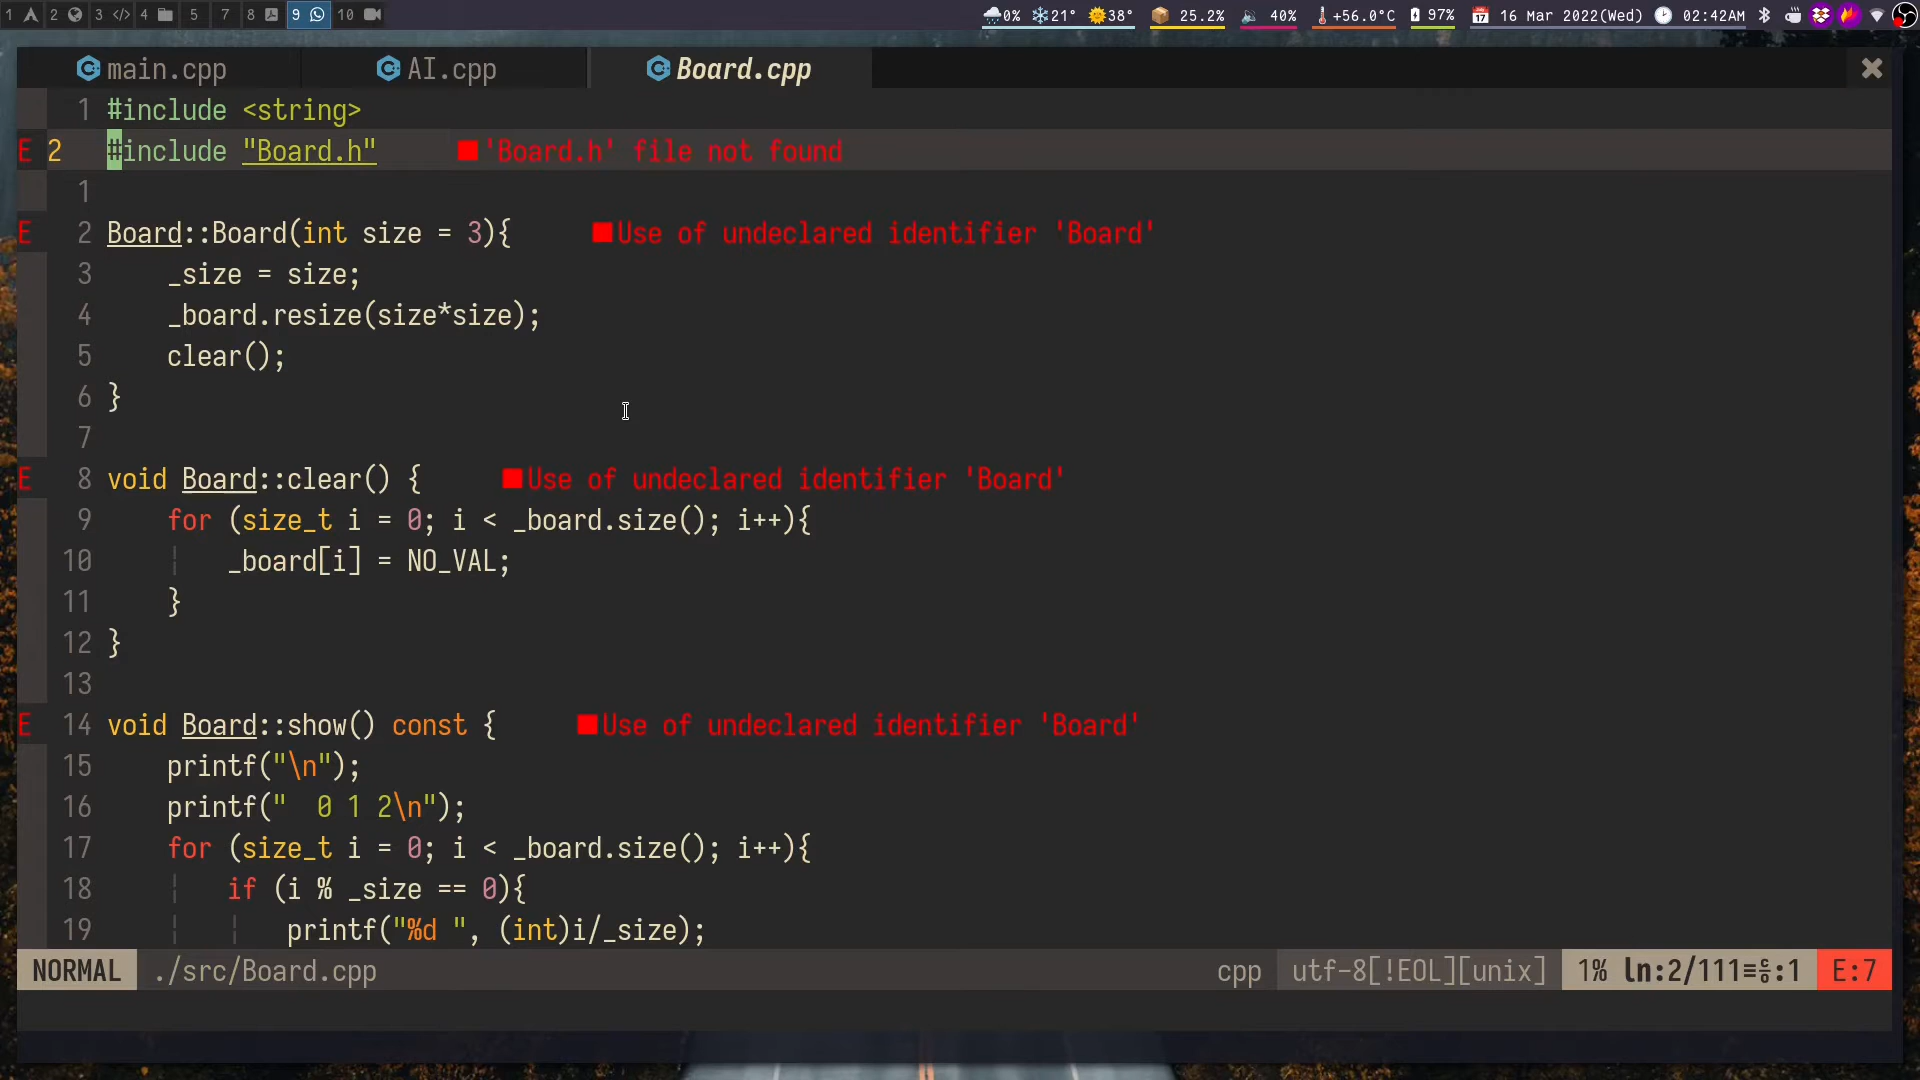 1 2 3 4 5 7 8 9 10 0% 21° 38° 25.2% 40% +56.0°C 97% 16 Mar 2022(Wed) 02:42AM
main.cpp AI.cpp Board.cpp
1 #include <string>
E 2 #include "Board.h" 'Board.h' file not found
1
E 2 Board::Board(int size = 3){ Use of undeclared identifier 'Board'
3 _size = size;
4 _board.resize(size*size);
5 clear();
6 }
7
E 8 void Board::clear() { Use of undeclared identifier 'Board'
9 for (size_t i = 0; i < _board.size(); i++){
10 _board[i] = NO_VAL;
11 }
12 }
13
E 14 void Board::show() const { Use of undeclared identifier 'Board'
15 printf("\n");
16 printf("  0 1 2\n");
17 for (size_t i = 0; i < _board.size(); i++){
18 if (i % _size == 0){
19 printf("%d ", (int)i/_size);
NORMAL ./src/Board.cpp cpp utf-8[!EOL][unix] 1% ln:2/111≡℅:1 E:7